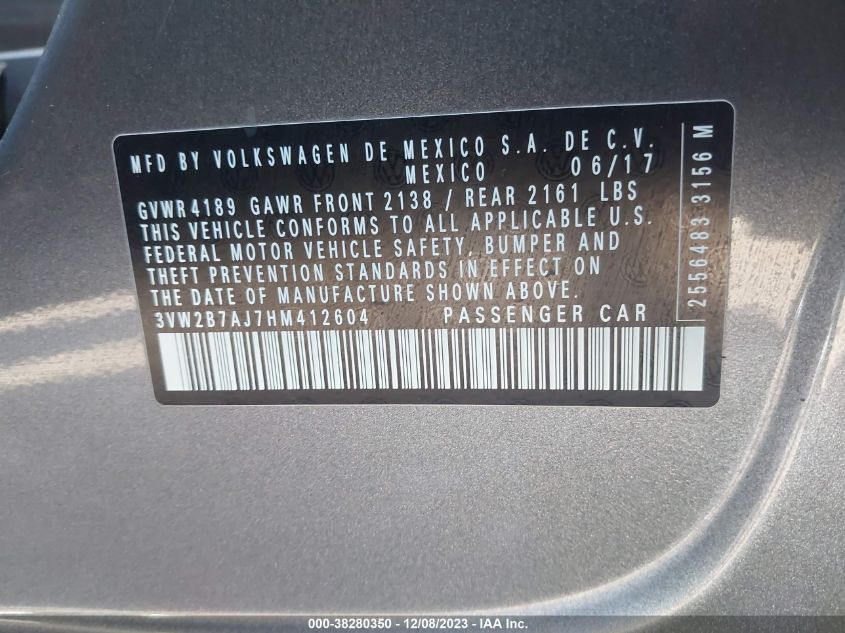 MFD BY VOLKSWAGEN DE MEXICO S.A. DE C.V.
MEXICO 06/17
GVWR4189 GAWR FRONT 2138 / REAR 2161 LBS
THIS VEHICLE CONFORMS TO ALL APPLICABLE U.S.
FEDERAL MOTOR VEHICLE SAFETY, BUMPER AND
THEFT PREVENTION STANDARDS IN EFFECT ON
THE DATE OF MANUFACTURE SHOWN ABOVE.
3VW2B7AJ7HM412604 PASSENGER CAR
2556483 3156 M
000-38280350 - 12/08/2023 - IAA Inc.